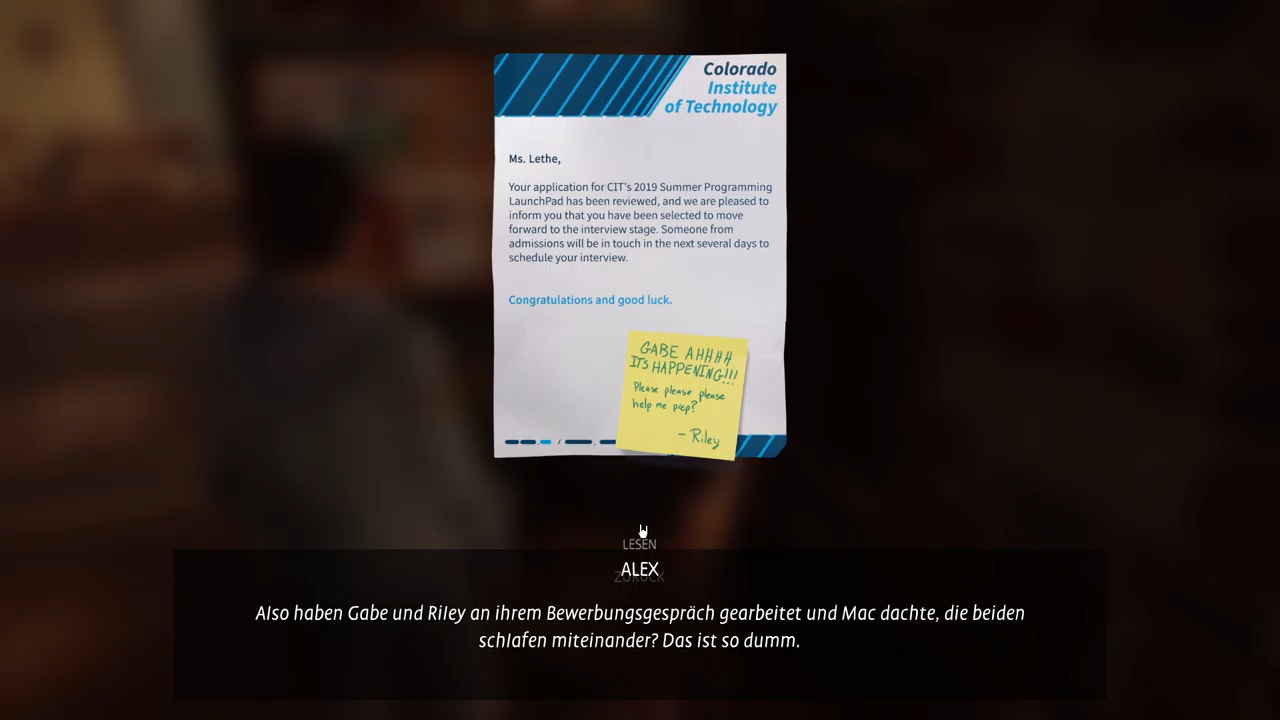 Colorado
Institute
of Technology
Ms. Lethe,
Your application for CIT's 2019 Summer Programming
LaunchPad has been reviewed, and we are pleased to
inform you that you have been selected to move
forward to the interview stage. Someone from
admissions will be in touch in the next several days to
schedule your interview.
Congratulations and good luck.
GABE AHHHH
ITS HAPPENING!!!
Please please please
help me prep?
- Riley
LESEN
ALEX
ZURÜCK
Also haben Gabe und Riley an ihrem Bewerbungsgespräch gearbeitet und Mac dachte, die beiden
schlafen miteinander? Das ist so dumm.